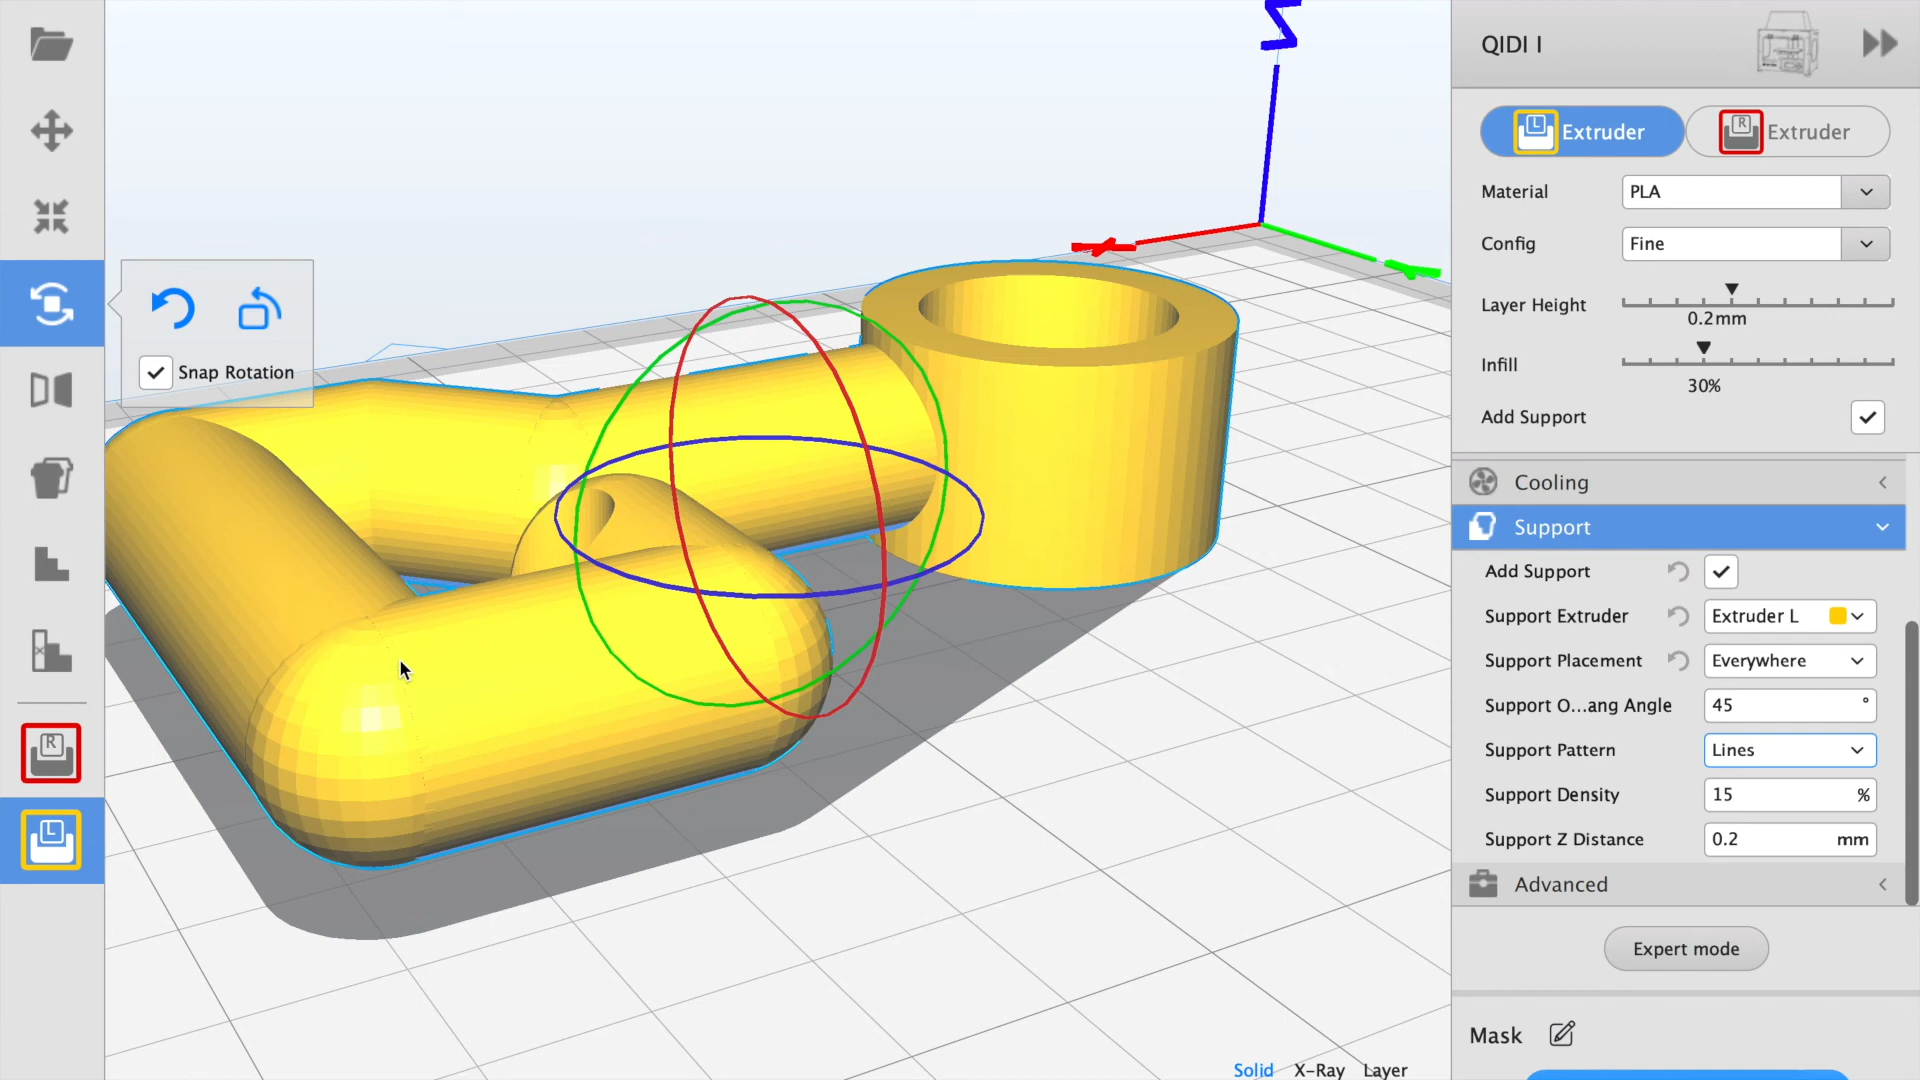 QIDI I
L Extruder
R Extruder
Material PLA
Config Fine
Layer Height
0.2mm
Infill
30%
Add Support
Cooling
Support
Add Support
Support Extruder Extruder L
Support Placement Everywhere
Support O...ang Angle 45 °
Support Pattern Lines
Support Density 15 %
Support Z Distance 0.2 mm
Advanced
Expert mode
Mask
Snap Rotation
R
L
Z
X
Solid X-Ray Layer